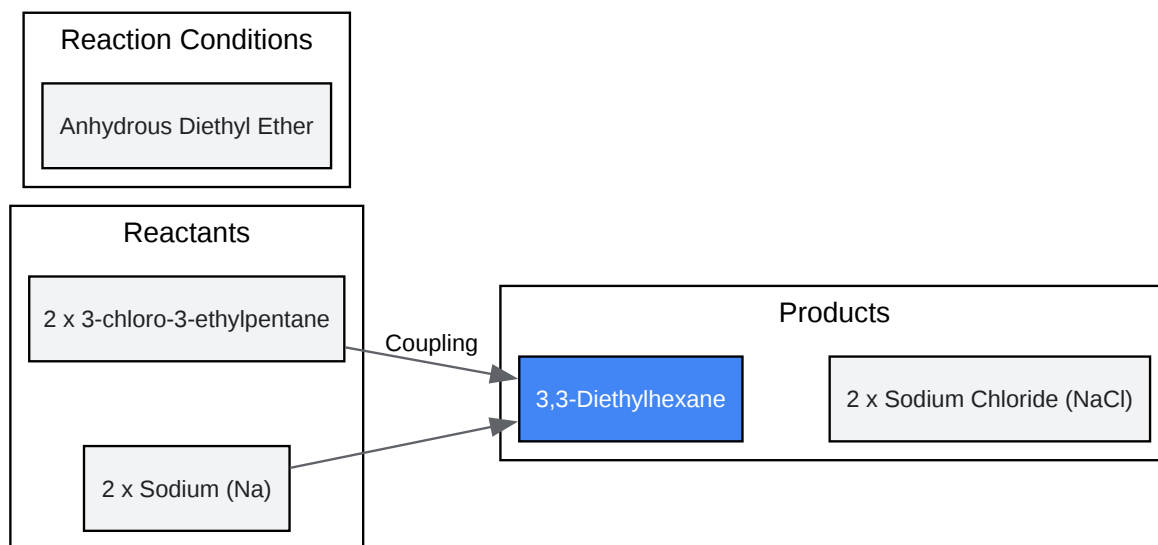 Reaction Conditions
Anhydrous Diethyl Ether
Reactants
2 x 3-chloro-3-ethylpentane
2 x Sodium (Na)
Coupling
Products
3,3-Diethylhexane
2 x Sodium Chloride (NaCl)